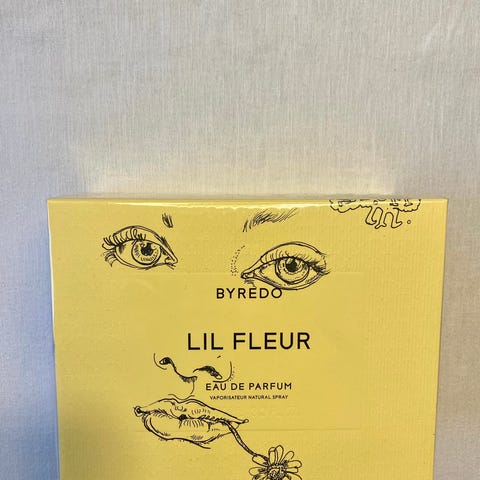 BYREDO
LIL FLEUR
EAU DE PARFUM
VAPORISATEUR NATURAL SPRAY